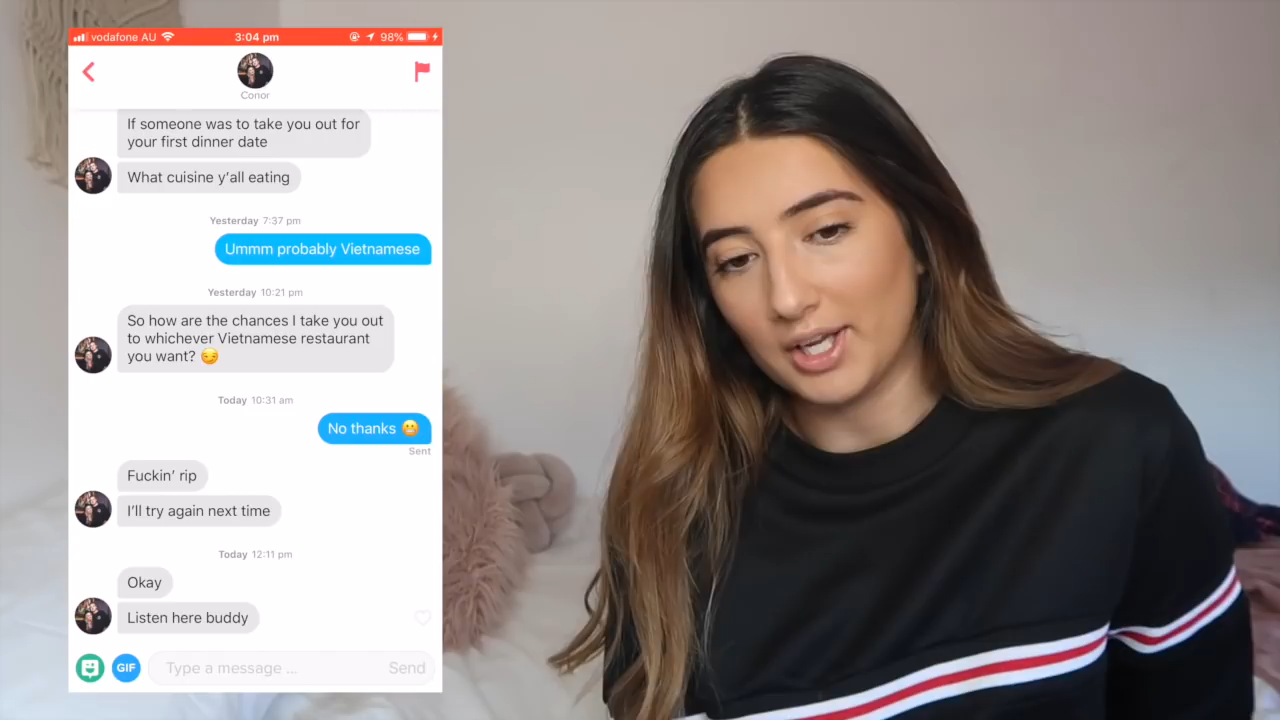 vodafone AU 3:04 pm 98%
Conor
If someone was to take you out for
your first dinner date
What cuisine y'all eating
Yesterday 7:37 pm
Ummm probably Vietnamese
Yesterday 10:21 pm
So how are the chances I take you out
to whichever Vietnamese restaurant
you want? 😏
Today 10:31 am
No thanks 😬
Sent
Fuckin' rip
I'll try again next time
Today 12:11 pm
Okay
Listen here buddy
GIF Type a message ... Send